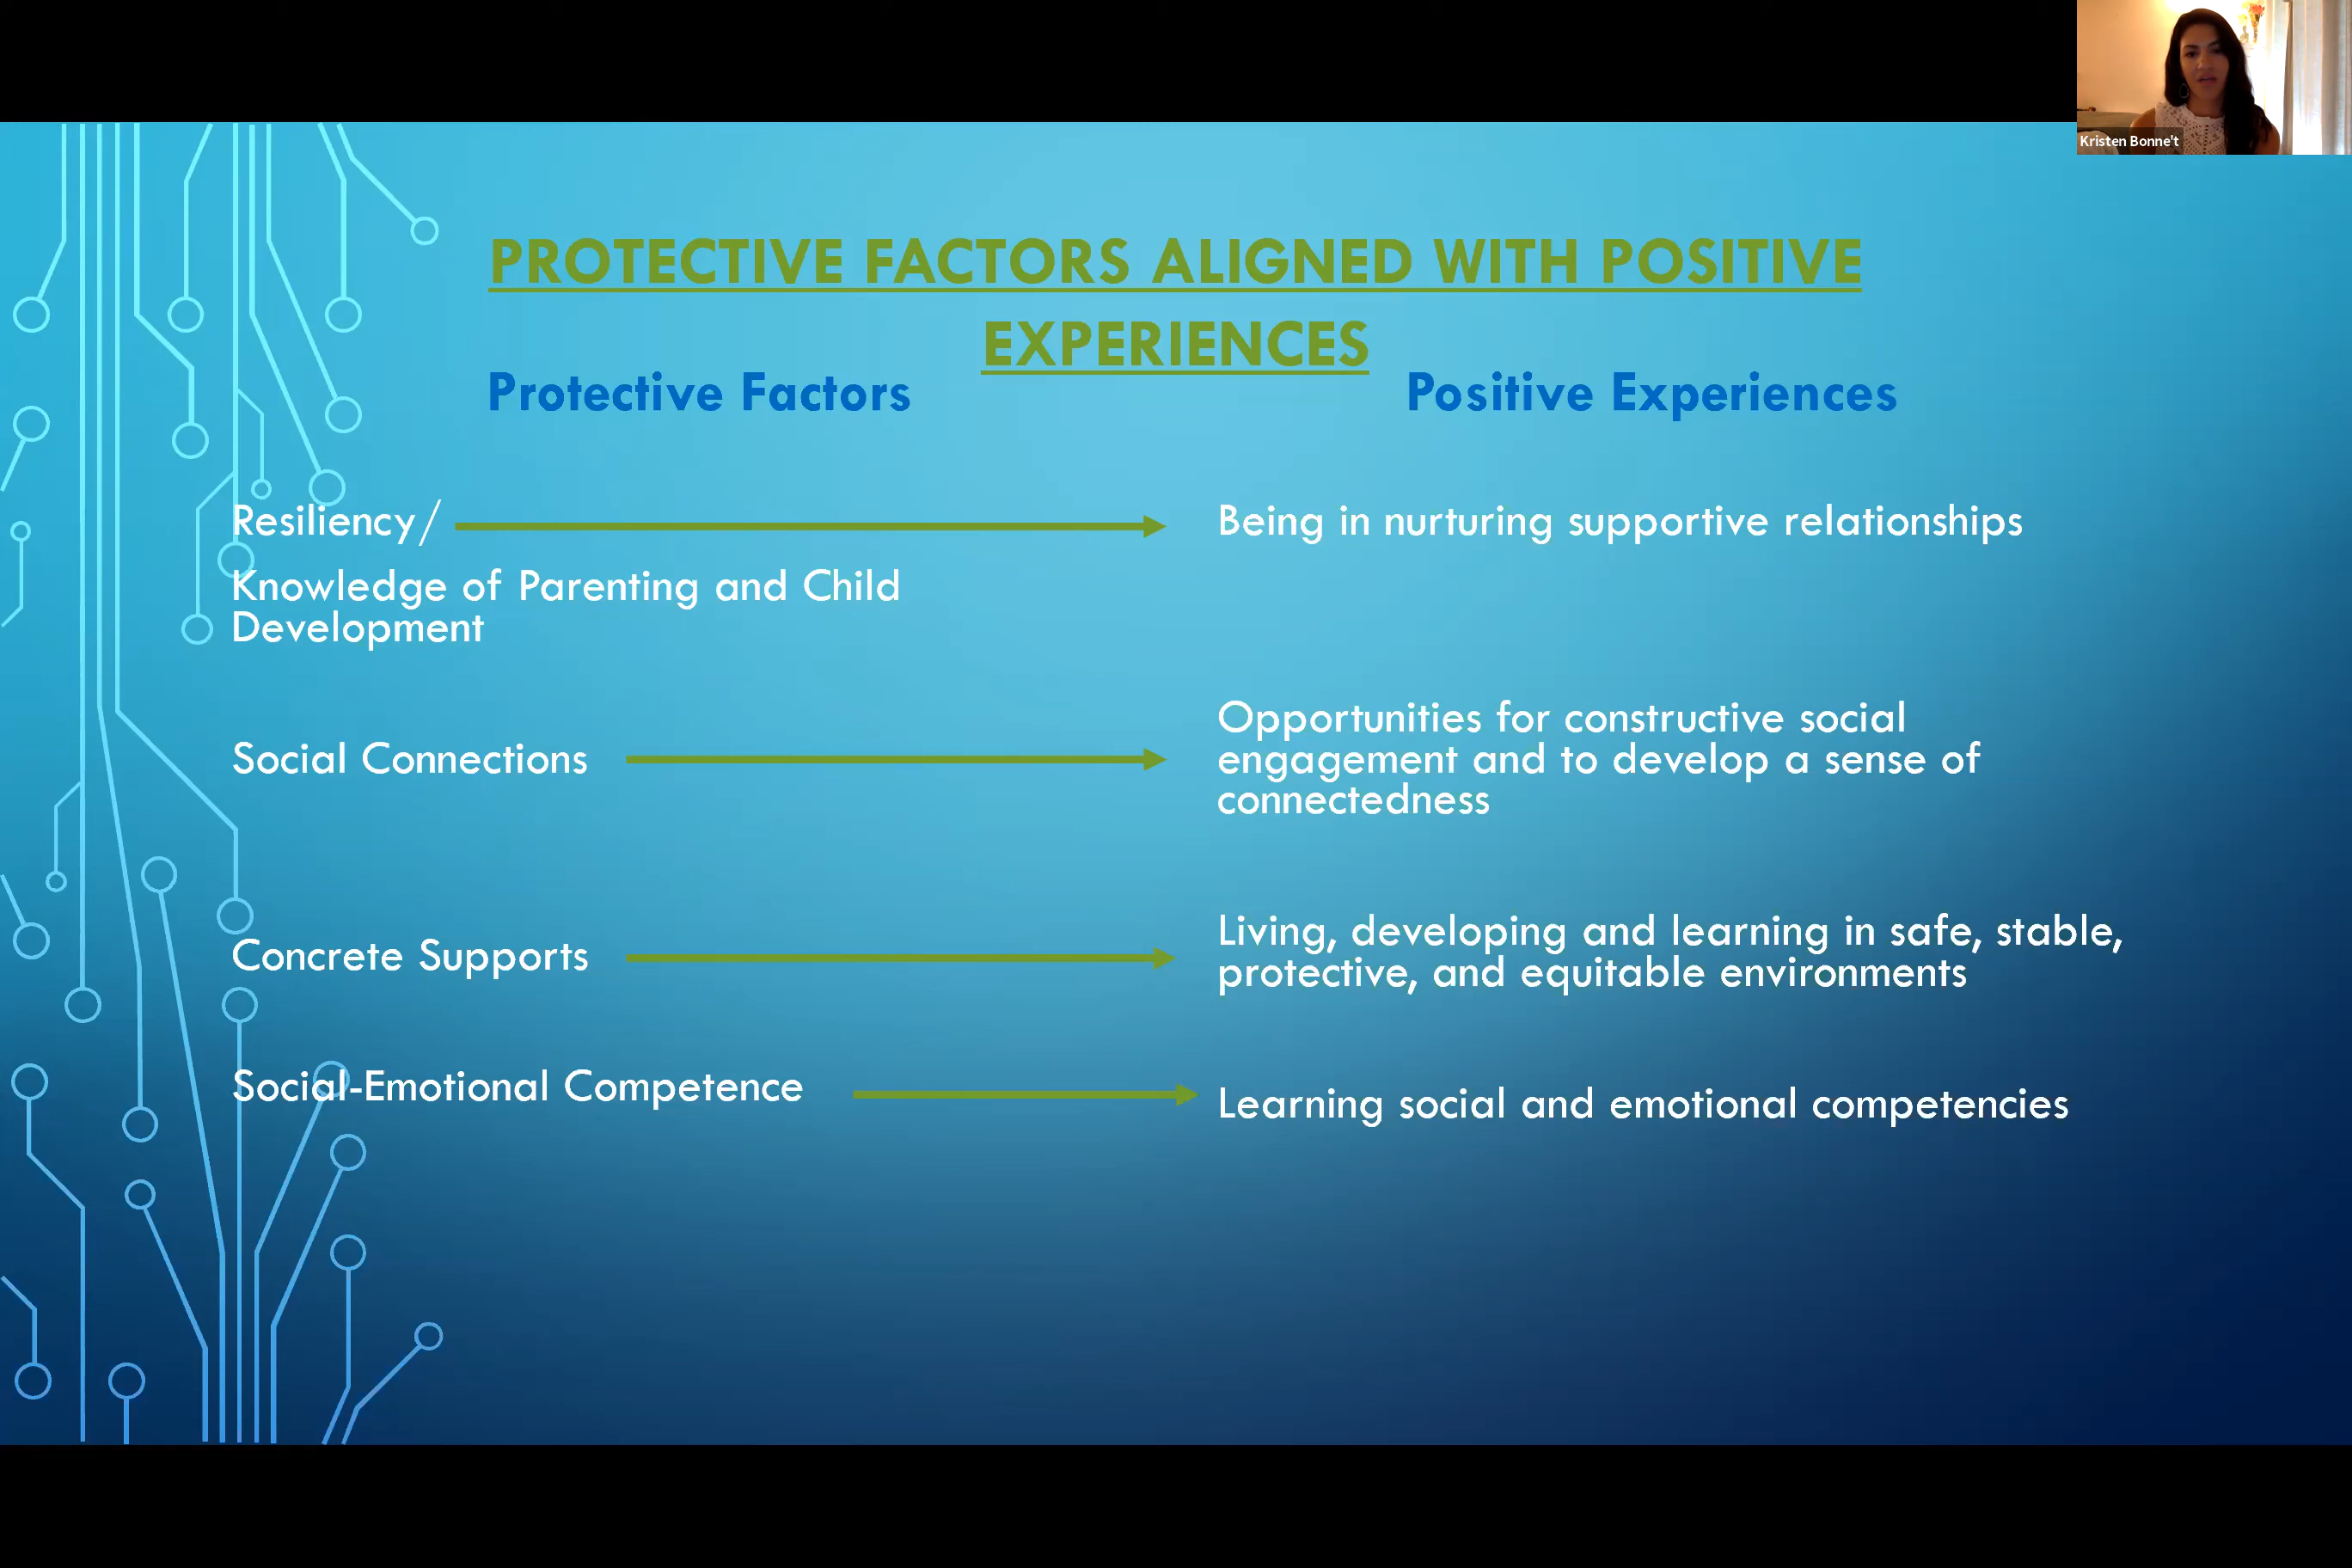 Kristen Bonne't
PROTECTIVE FACTORS ALIGNED WITH POSITIVE
EXPERIENCES
Protective Factors
Positive Experiences
Resiliency/
Being in nurturing supportive relationships
Knowledge of Parenting and Child
Development
Social Connections
Opportunities for constructive social
engagement and to develop a sense of
connectedness
Concrete Supports
Living, developing and learning in safe, stable,
protective, and equitable environments
Social-Emotional Competence
Learning social and emotional competencies